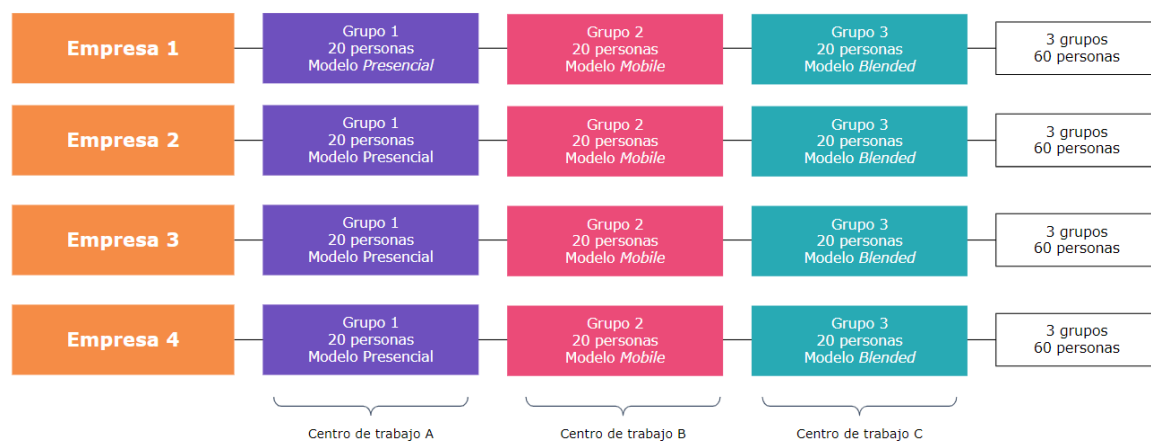 Empresa 1
Grupo 1
20 personas
Modelo Presencial
Grupo 2
20 personas
Modelo Mobile
Grupo 3
20 personas
Modelo Blended
3 grupos
60 personas
Empresa 2
Grupo 1
20 personas
Modelo Presencial
Grupo 2
20 personas
Modelo Mobile
Grupo 3
20 personas
Modelo Blended
3 grupos
60 personas
Empresa 3
Grupo 1
20 personas
Modelo Presencial
Grupo 2
20 personas
Modelo Mobile
Grupo 3
20 personas
Modelo Blended
3 grupos
60 personas
Empresa 4
Grupo 1
20 personas
Modelo Presencial
Grupo 2
20 personas
Modelo Mobile
Grupo 3
20 personas
Modelo Blended
3 grupos
60 personas
Centro de trabajo A
Centro de trabajo B
Centro de trabajo C